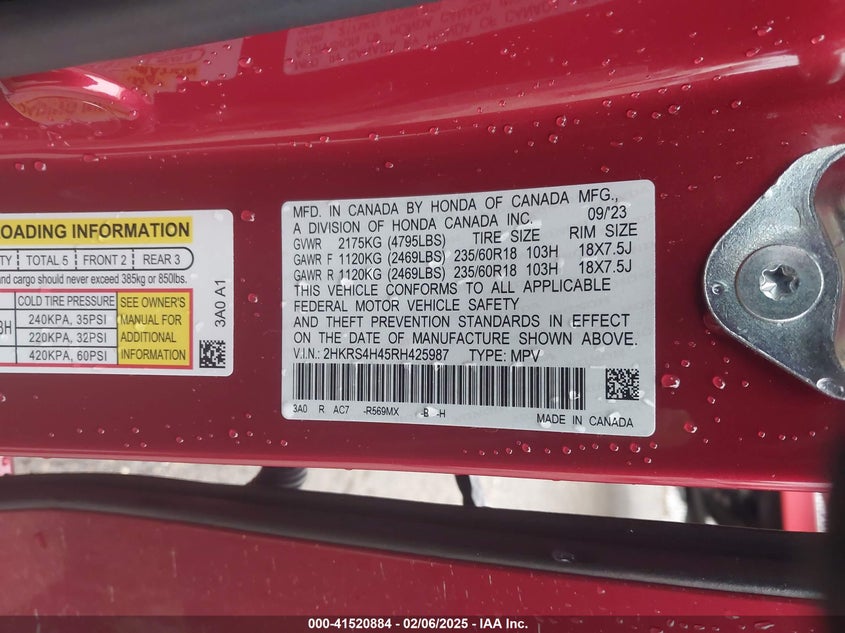 OADING INFORMATION
TY TOTAL 5 FRONT 2 REAR 3
and cargo should never exceed 385kg or 850lbs.
COLD TIRE PRESSURE SEE OWNER'S
3H 240KPA, 35PSI MANUAL FOR
220KPA, 32PSI ADDITIONAL
420KPA, 60PSI INFORMATION
3A0 A1
MFD. IN CANADA BY HONDA OF CANADA MFG.,
A DIVISION OF HONDA CANADA INC. 09/'23
GVWR 2175KG (4795LBS) TIRE SIZE RIM SIZE
GAWR F 1120KG (2469LBS) 235/60R18 103H 18X7.5J
GAWR R 1120KG (2469LBS) 235/60R18 103H 18X7.5J
THIS VEHICLE CONFORMS TO ALL APPLICABLE
FEDERAL MOTOR VEHICLE SAFETY
AND THEFT PREVENTION STANDARDS IN EFFECT
ON THE DATE OF MANUFACTURE SHOWN ABOVE.
V.I.N.: 2HKRS4H45RH425987 TYPE: MPV
3A0 R AC7 -R569MX -B -H MADE IN CANADA
000-41520884 / 02/06/2025 - IAA Inc.